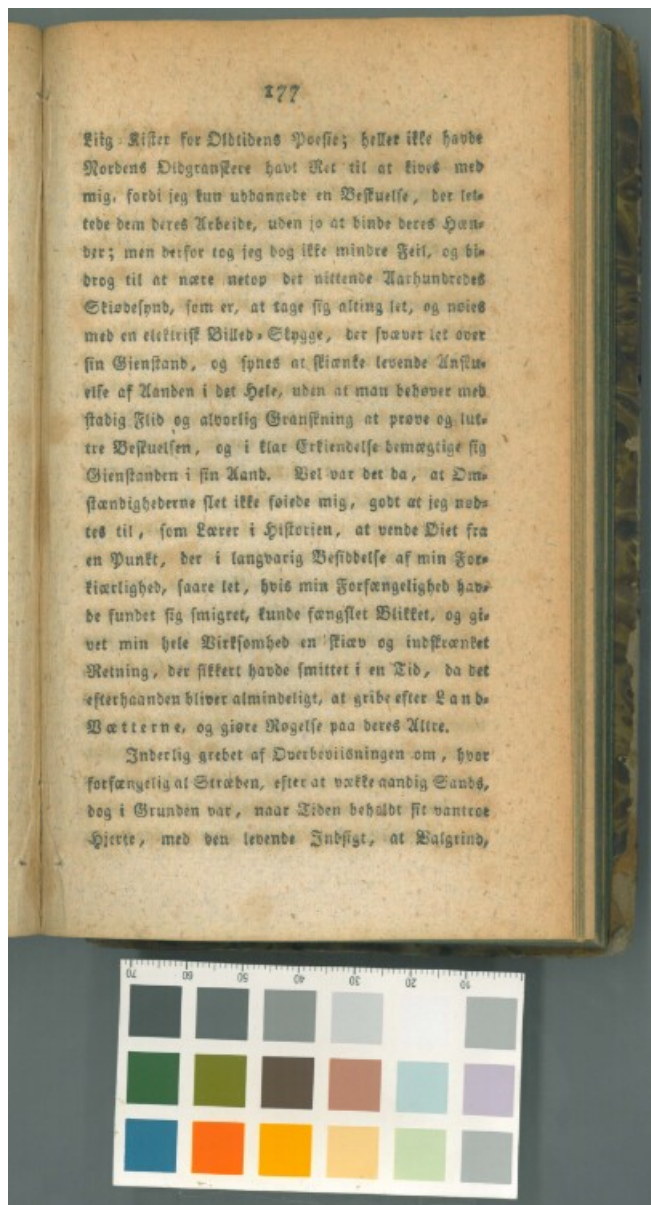 177
Liig-Kister for Oldtidens Poesie; heller ikke havde
Nordens Oldgranskere havt Ret til at kives med
mig, fordi jeg kun uddannede en Beskuelse, der let-
tede dem deres Arbeide, uden jo at binde deres Hæn-
der; men derfor tog jeg dog ikke mindre Feil, og bi-
drog til at nære netop det nittende Aarhundredes
Skiødesynd, som er, at tage sig alting let, og nøies
med en elektrisk Billed-Skygge, der svæver let over
sin Gienstand, og synes at skiænke levende Ansku-
else af Aanden i det Hele, uden at man behøver med
stadig Flid og alvorlig Granskning at prøve og lut-
tre Beskuelsen, og i klar Erkiendelse bemægtige sig
Gienstanden i sin Aand. Vel var det da, at Om-
stændighederne slet ikke føiede mig, godt at jeg nød-
tes til, som Lærer i Historien, at vende Øiet fra
en Punkt, der i langvarig Besiddelse af min For-
kiærlighed, saare let, hvis min Forfængelighed hav-
de fundet sig smigret, kunde fængslet Blikket, og gi-
vet min hele Virksomhed en skiæv og indskrænket
Retning, der sikkert havde smittet i en Tid, da det
efterhaanden bliver almindeligt, at gribe efter Land-
Vætterne, og giøre Røgelse paa deres Altre.
Inderlig grebet af Overbeviisningen om, hvor
forfængelig al Stræben, efter at vække aandig Sands,
dog i Grunden var, naar Tiden beholdt sit vantroe
Hjerte, med den levende Indsigt, at Valgrind,
70 60 50 40 30 20 10